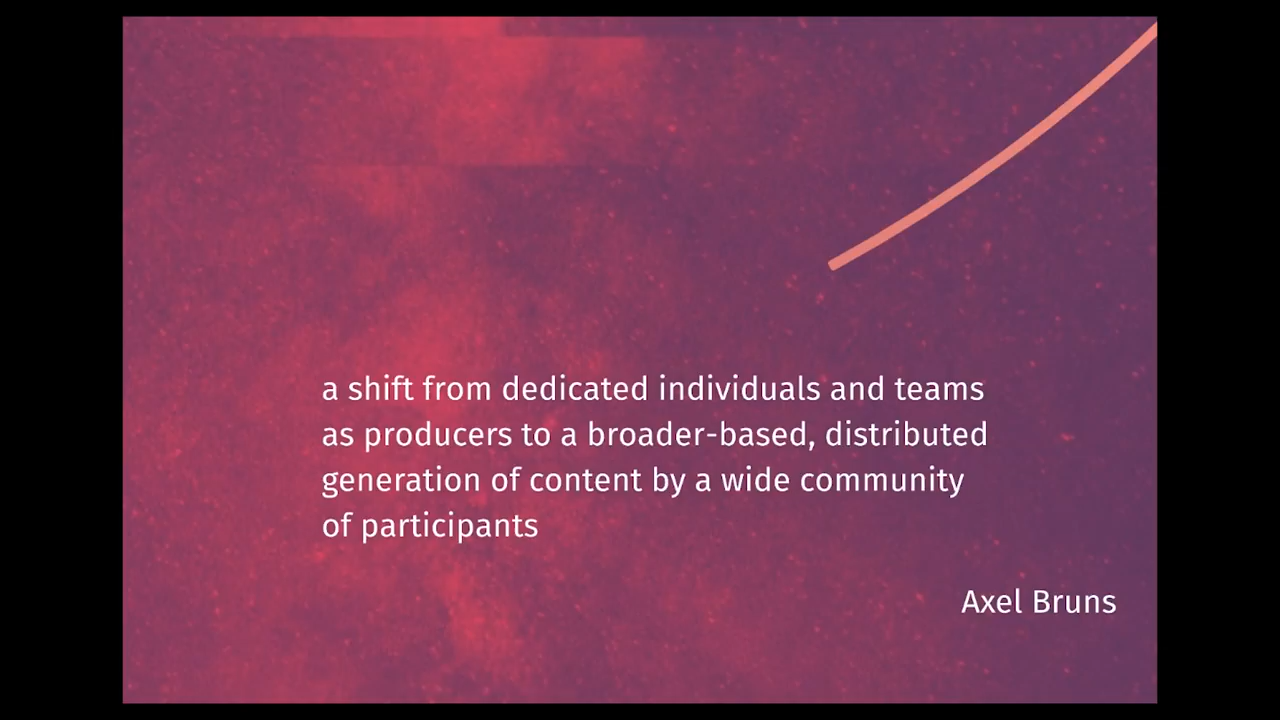 a shift from dedicated individuals and teams
as producers to a broader-based, distributed
generation of content by a wide community
of participants
Axel Bruns